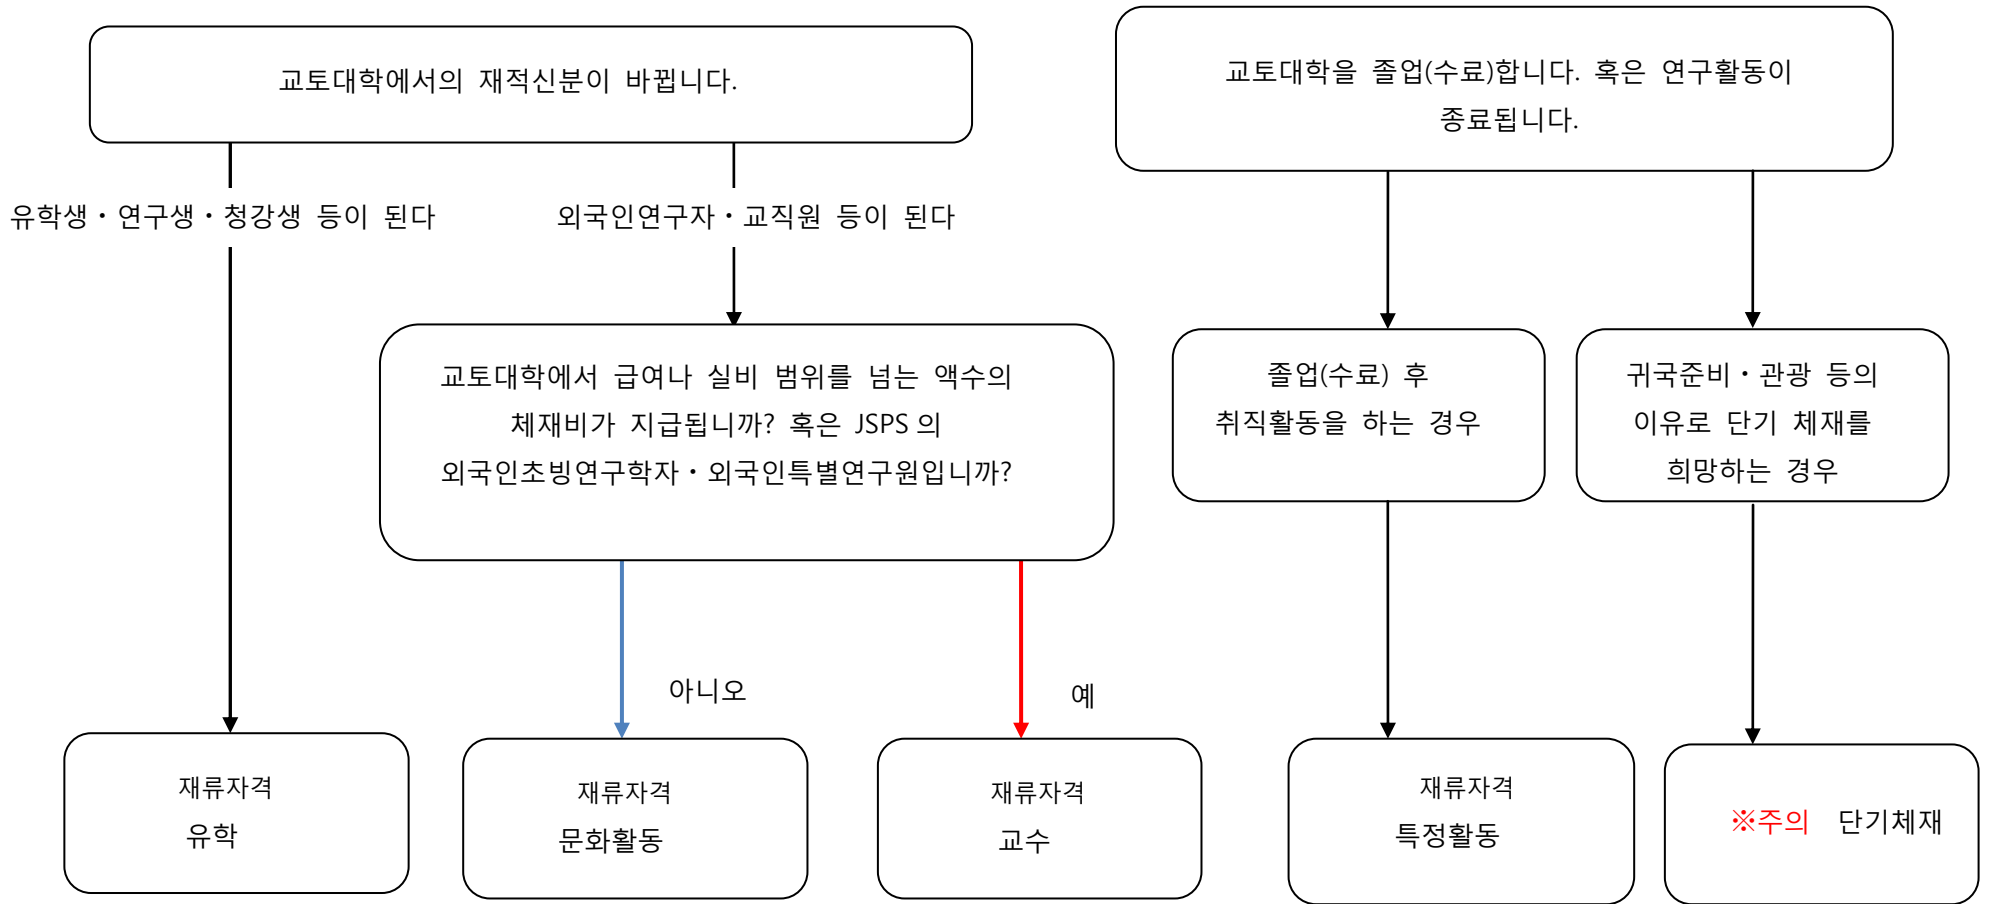 교토대학에서의 재적신분이 바뀝니다.
교토대학을 졸업(수료)합니다. 혹은 연구활동이
종료됩니다.
유학생・연구생・청강생 등이 된다
외국인연구자・교직원 등이 된다
교토대학에서 급여나 실비 범위를 넘는 액수의
체재비가 지급됩니까? 혹은 JSPS 의
외국인초빙연구학자・외국인특별연구원입니까?
졸업(수료) 후
취직활동을 하는 경우
귀국준비・관광 등의
이유로 단기 체재를
희망하는 경우
아니오
예
재류자격
유학
재류자격
문화활동
재류자격
교수
재류자격
특정활동
※주의 단기체재